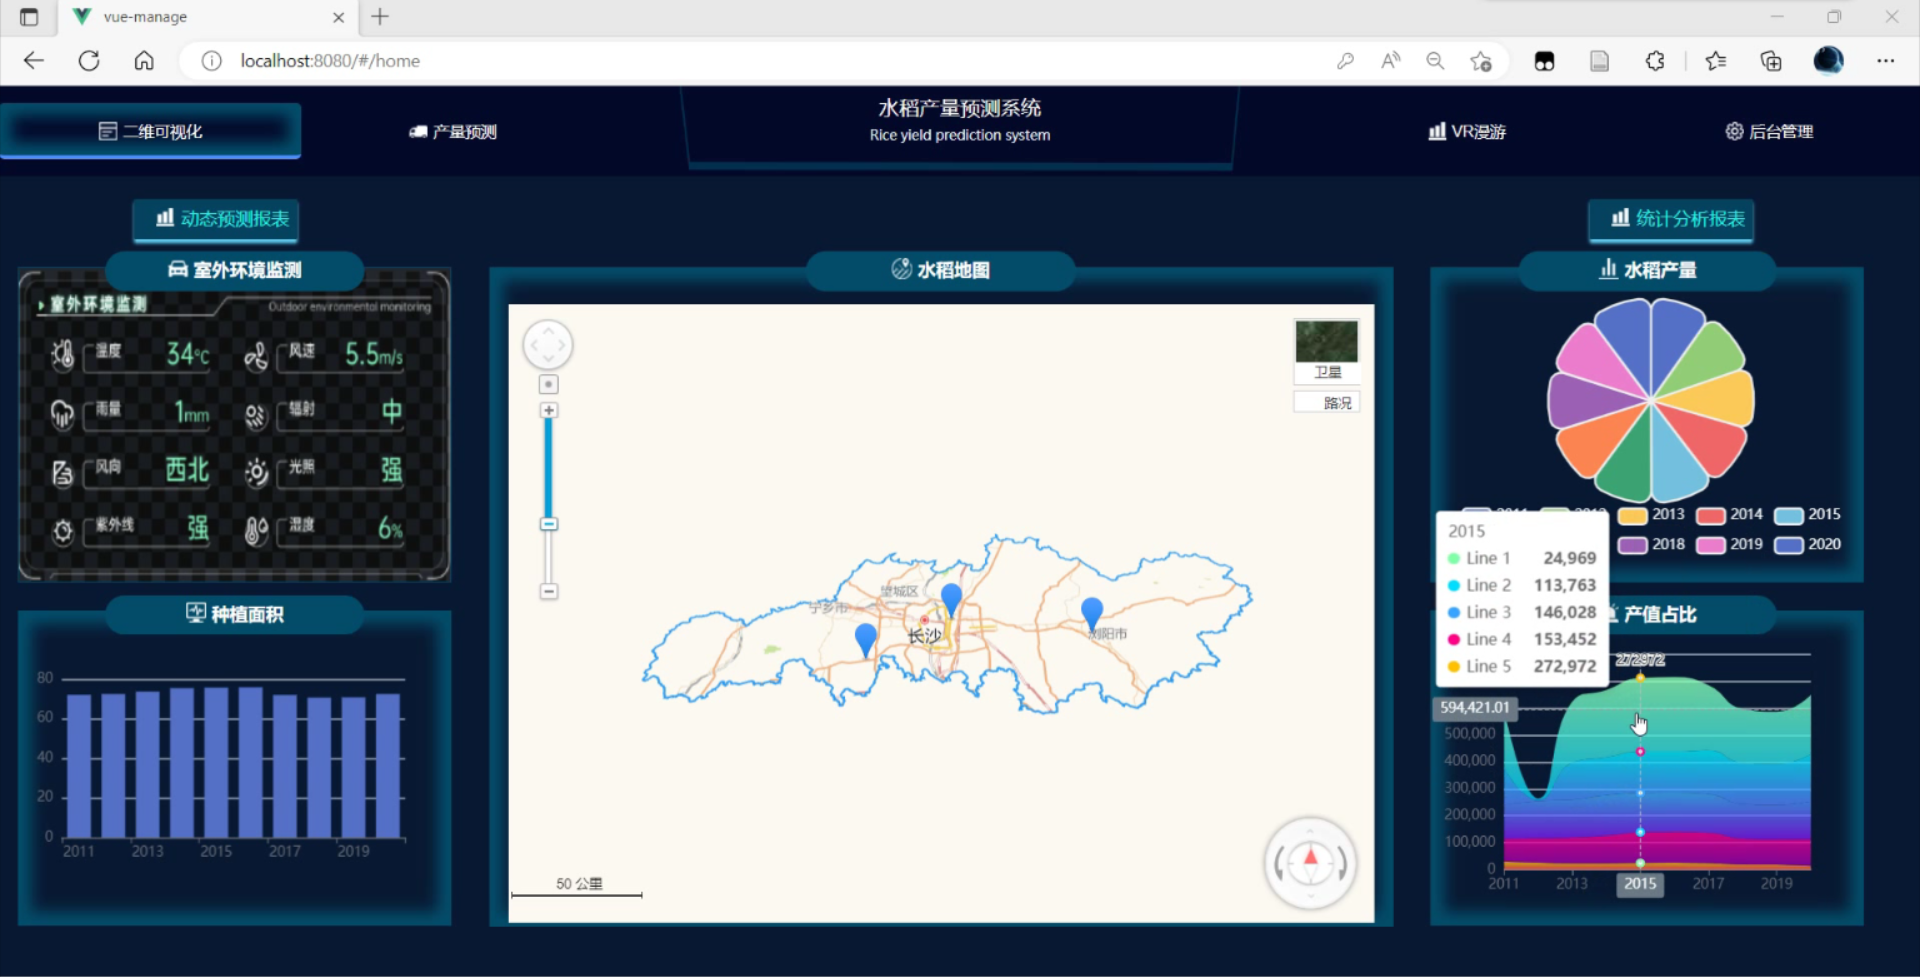 vue-manage
localhost:8080/#/home
二维可视化
产量预测
水稻产量预测系统
Rice yield prediction system
VR漫游
后台管理
动态预测报表
统计分析报表
室外环境监测
室外环境监测
Outdoor environmental monitoring
温度 34°C
风速 5.5m/s
雨量 1mm
辐射 中
风向 西北
光照 强
紫外线 强
湿度 6%
种植面积
80
60
40
20
0
2011 2013 2015 2017 2019
水稻地图
卫星
路况
望城区
宁乡市
长沙
浏阳市
50 公里
水稻产量
2013 2014 2015
2018 2019 2020
2015
Line 1 24,969
Line 2 113,763
Line 3 146,028
Line 4 153,452
Line 5 272,972
产值占比
272972
594,421.01
500,000
400,000
300,000
200,000
100,000
0
2011 2013 2015 2017 2019